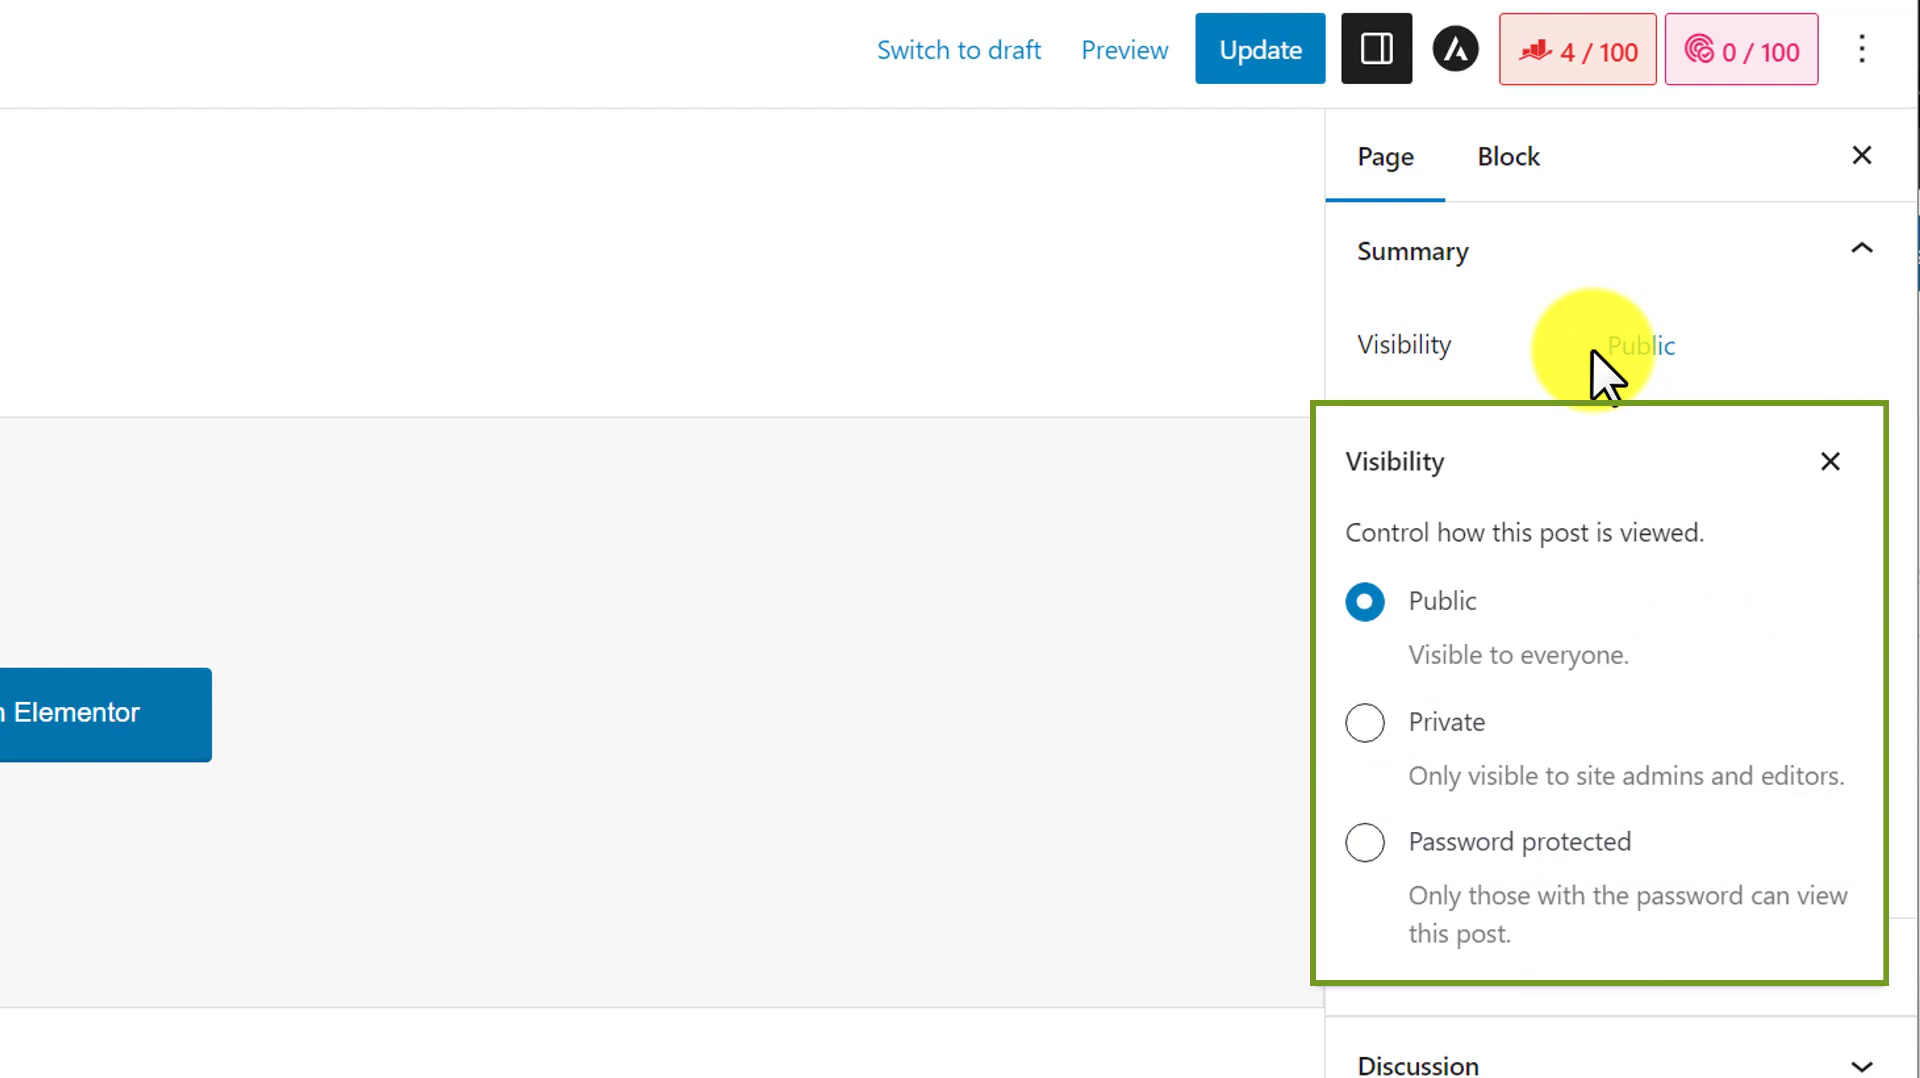 Switch to draft
Preview
Update
4 / 100
0 / 100
Page
Block
Summary
Visibility
Public
Visibility
Control how this post is viewed.
Public
Visible to everyone.
Private
Only visible to site admins and editors.
Password protected
Only those with the password can view
this post.
Elementor
Discussion